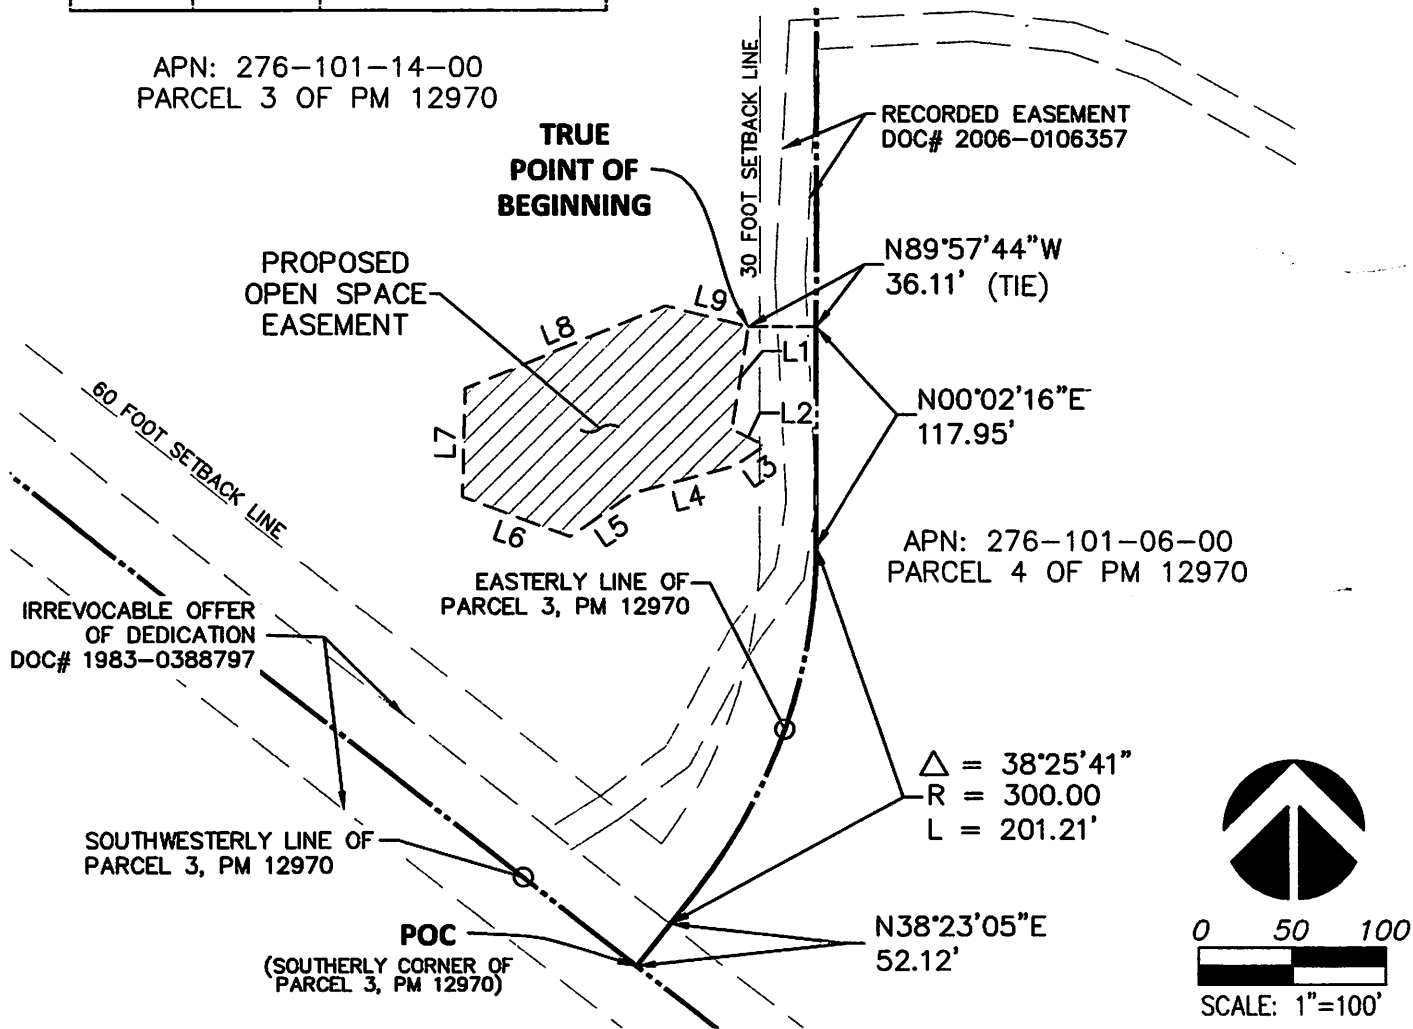 APN: 276-101-14-00
PARCEL 3 OF PM 12970
30 FOOT SETBACK LINE
RECORDED EASEMENT
DOC# 2006-0106357
TRUE
POINT OF
BEGINNING
N89°57'44"W
36.11' (TIE)
PROPOSED
OPEN SPACE
EASEMENT
L9
L8
L1
L2
L3
L4
L5
L6
L7
N00°02'16"E
117.95'
60 FOOT SETBACK LINE
APN: 276-101-06-00
PARCEL 4 OF PM 12970
EASTERLY LINE OF
PARCEL 3, PM 12970
IRREVOCABLE OFFER
OF DEDICATION
DOC# 1983-0388797
△ = 38°25'41"
R = 300.00
L = 201.21'
SOUTHWESTERLY LINE OF
PARCEL 3, PM 12970
POC
(SOUTHERLY CORNER OF
PARCEL 3, PM 12970)
N38°23'05"E
52.12'
0 50 100
SCALE: 1"=100'